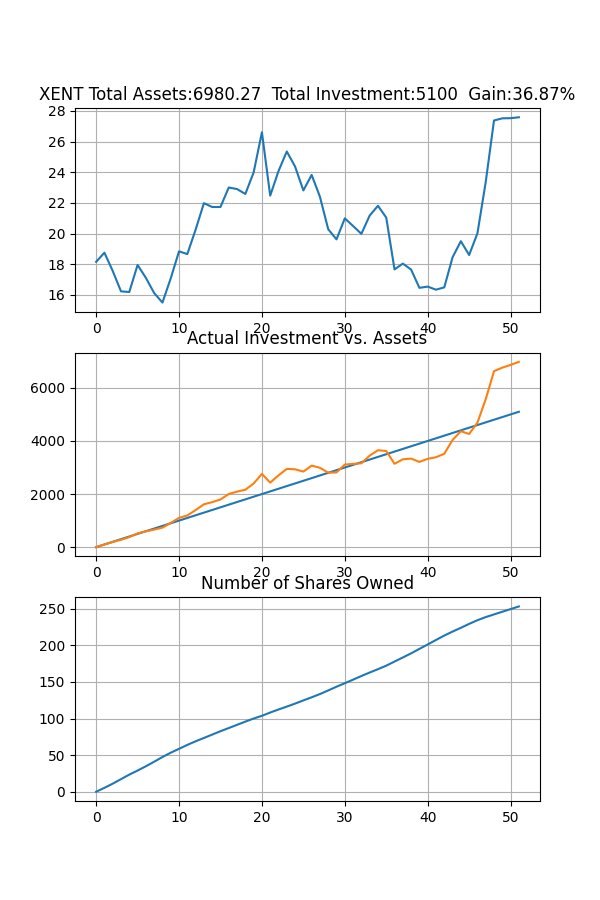 XENT Total Assets:6980.27  Total Investment:5100  Gain:36.87%
28
26
24
22
20
18
16
0 10 20 30 40 50
Actual Investment vs. Assets
6000
4000
2000
0
0 10 20 30 40 50
Number of Shares Owned
250
200
150
100
50
0
0 10 20 30 40 50